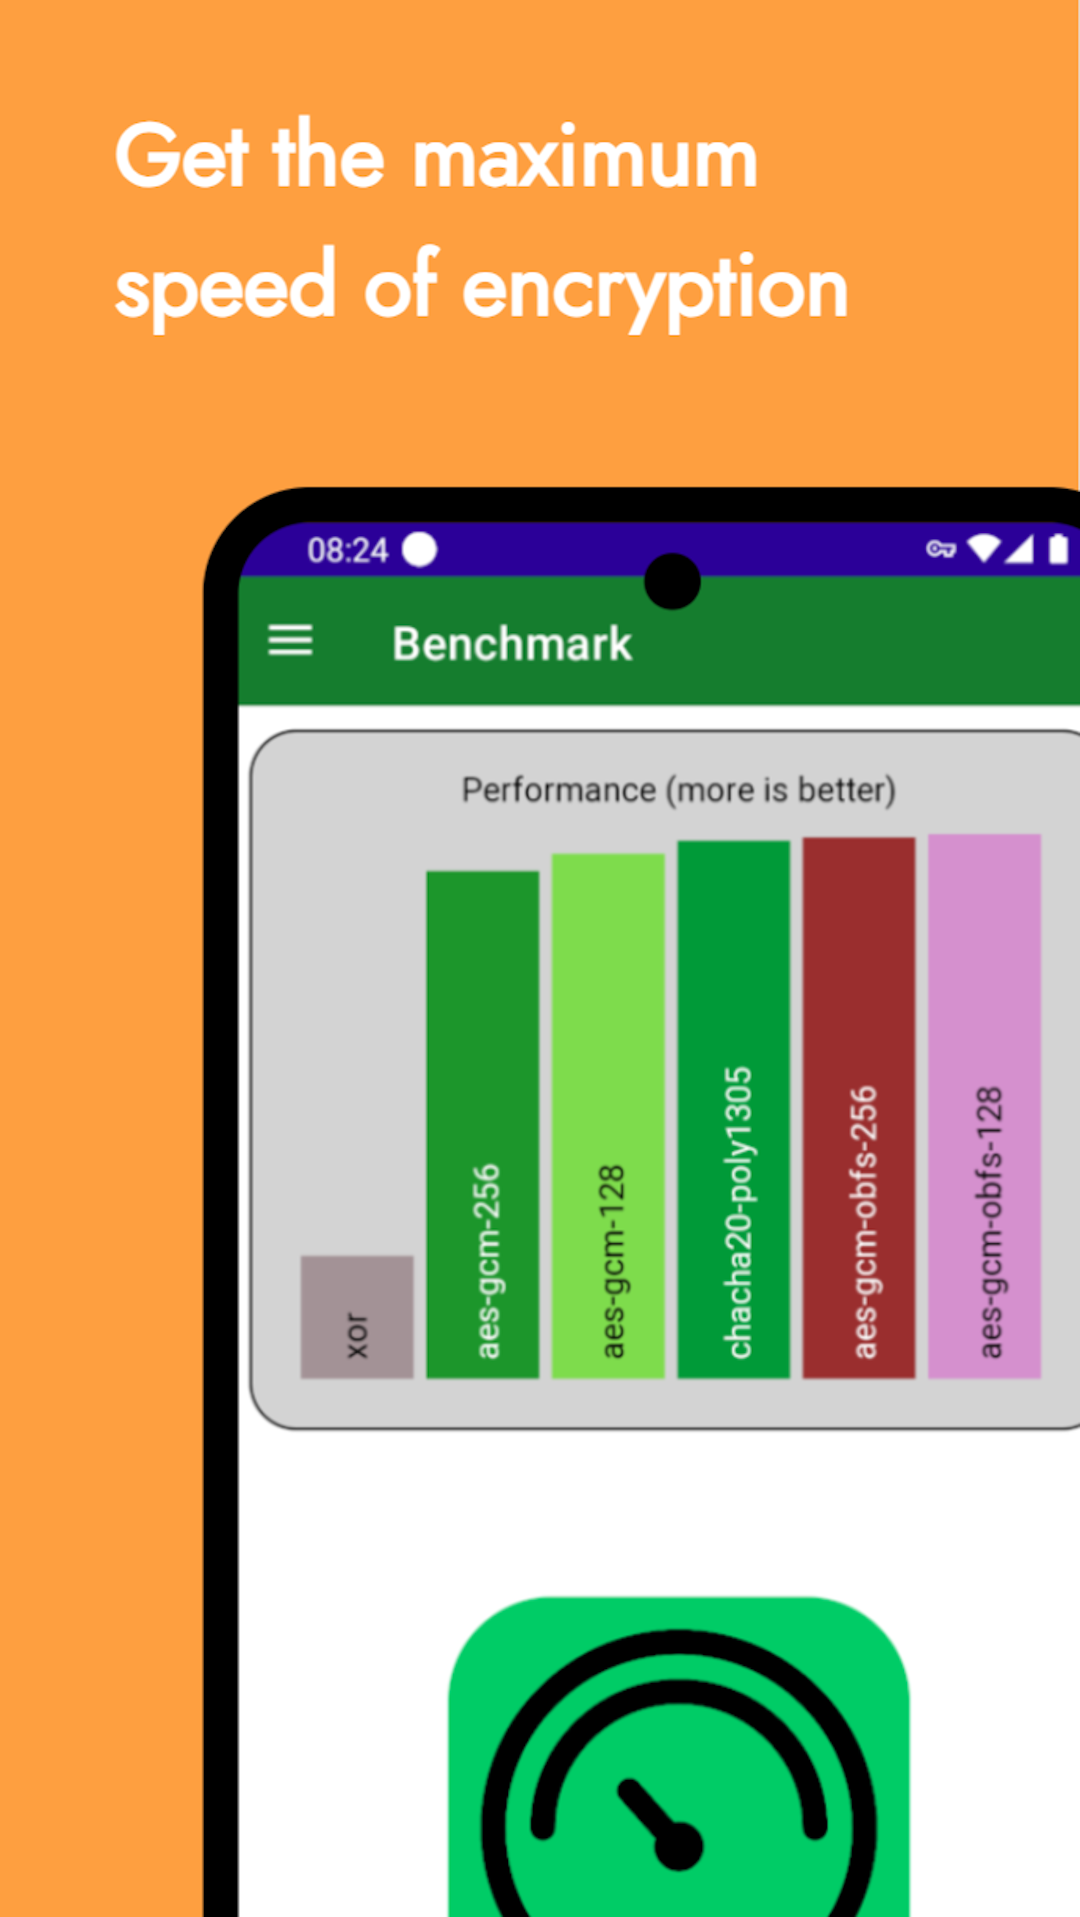 Get the maximum
speed of encryption
08:24
Benchmark
Performance (more is better)
xor
aes-gcm-256
aes-gcm-128
chacha20-poly1305
aes-gcm-obfs-256
aes-gcm-obfs-128